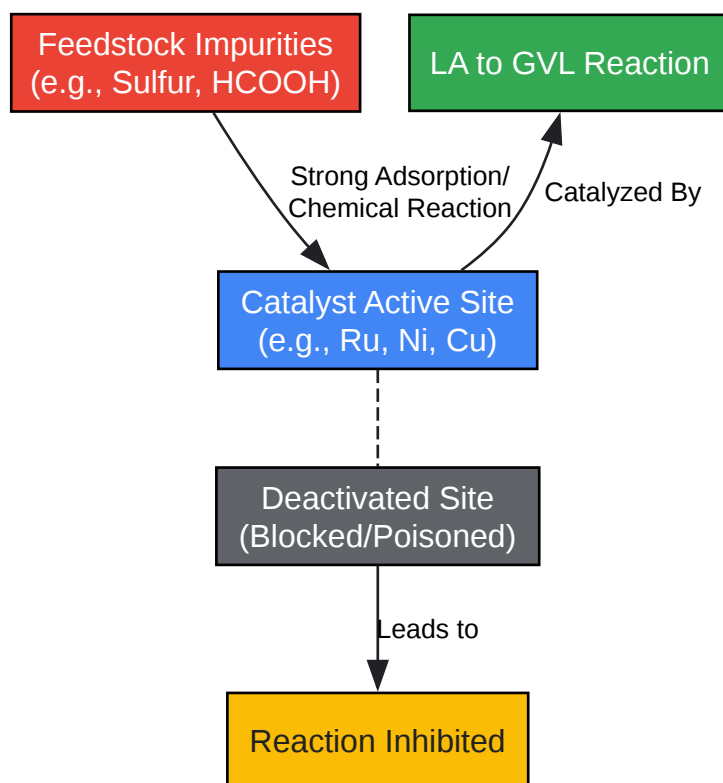 Feedstock Impurities
(e.g., Sulfur, HCOOH)
LA to GVL Reaction
Strong Adsorption/
Chemical Reaction
Catalyzed By
Catalyst Active Site
(e.g., Ru, Ni, Cu)
Deactivated Site
(Blocked/Poisoned)
Leads to
Reaction Inhibited